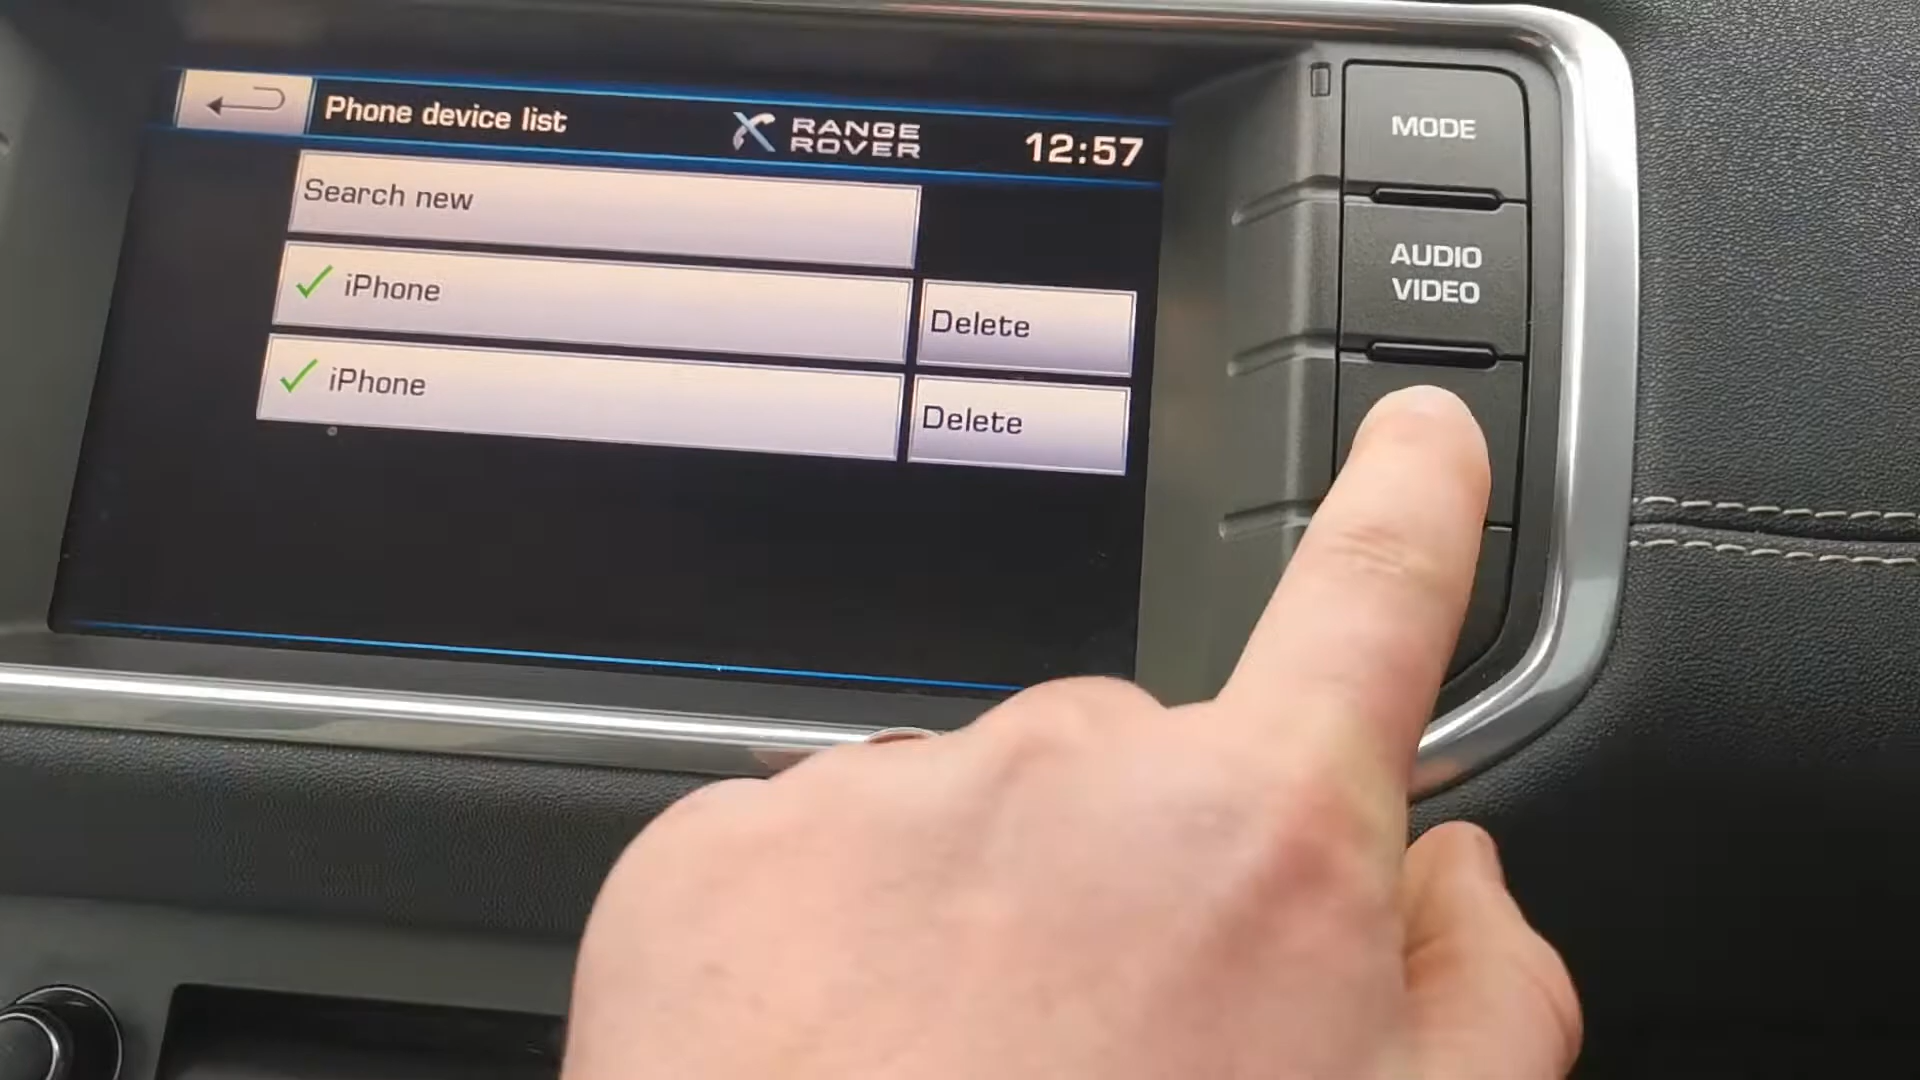 Phone device list
RANGE
ROVER
12:57
Search new
iPhone
Delete
iPhone
Delete
MODE
AUDIO
VIDEO